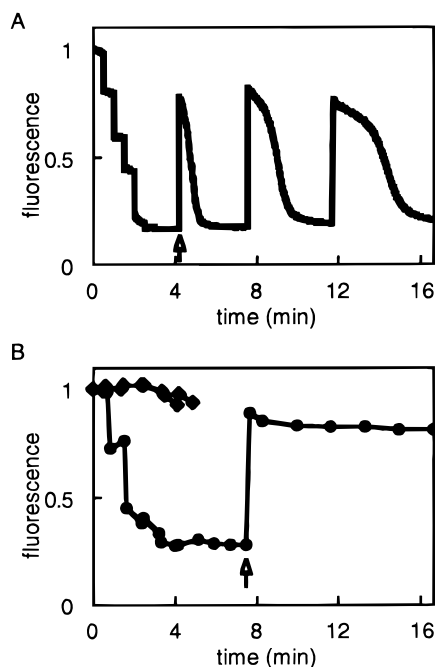 A
fluorescence
1
0.5
0
0 4 8 12 16
time (min)
B
fluorescence
1
0.5
0
0 4 8 12 16
time (min)